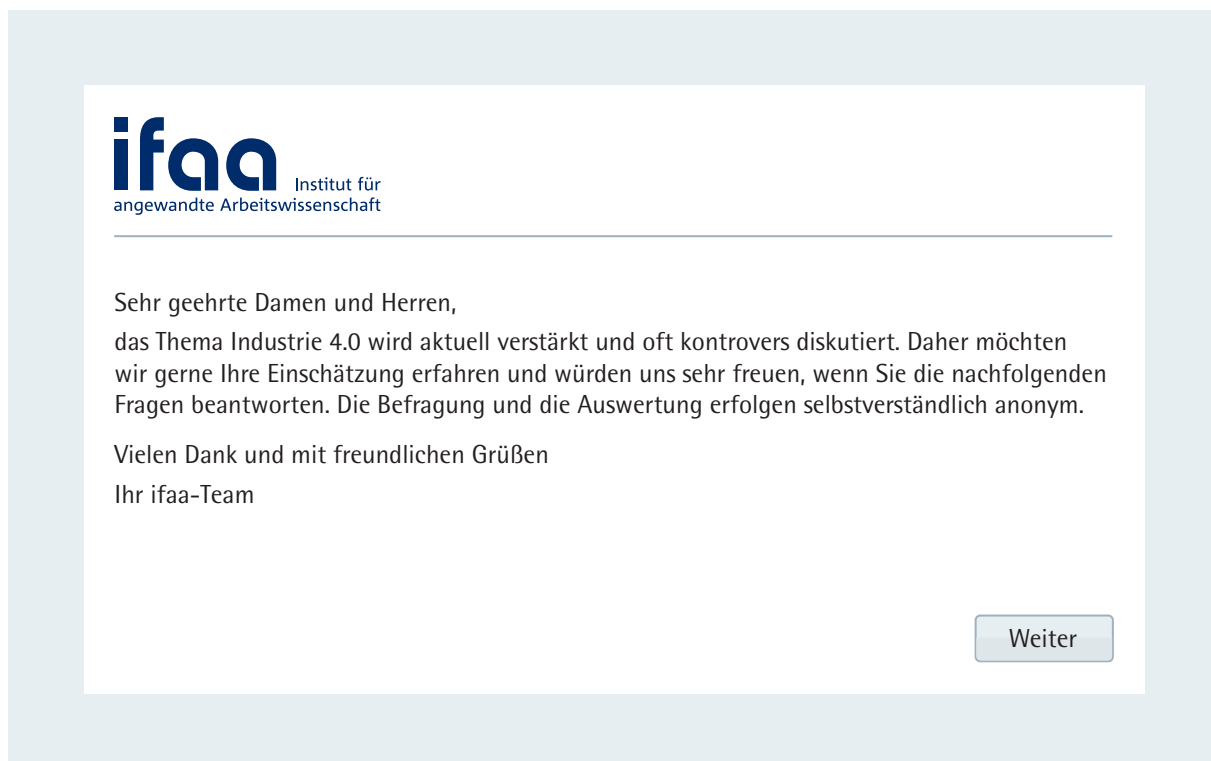 ifaa Institut für
angewandte Arbeitswissenschaft
Sehr geehrte Damen und Herren,
das Thema Industrie 4.0 wird aktuell verstärkt und oft kontrovers diskutiert. Daher möchten
wir gerne Ihre Einschätzung erfahren und würden uns sehr freuen, wenn Sie die nachfolgenden
Fragen beantworten. Die Befragung und die Auswertung erfolgen selbstverständlich anonym.
Vielen Dank und mit freundlichen Grüßen
Ihr ifaa-Team
Weiter